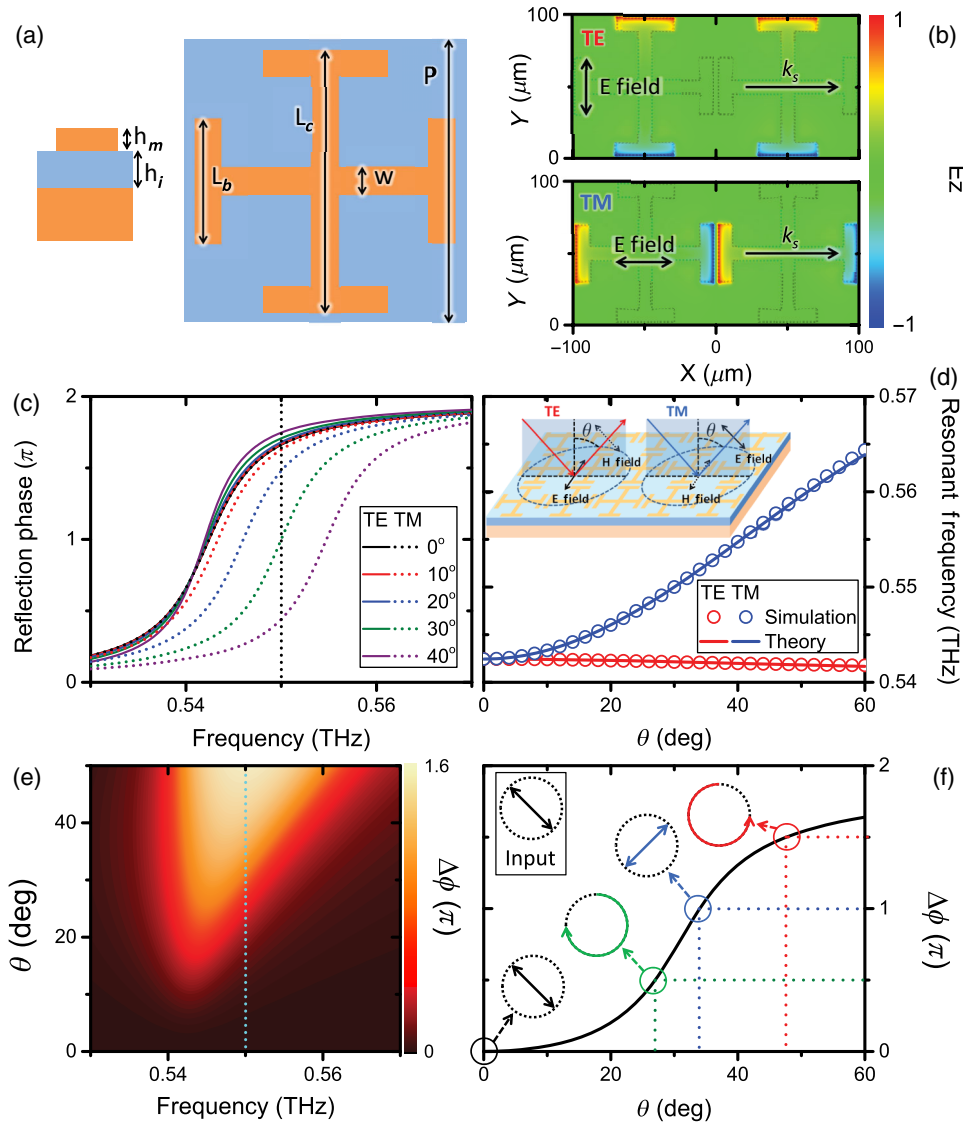 (a)
h_m
h_i
L_b
L_c
W
P
(b)
100
TE
E field
k_s
Y (μm)
0
100
TM
E field
k_s
Y (μm)
0
−100
0
100
X (μm)
1
Ez
−1
(c)
2
1
0
Reflection phase (π)
TE TM
0°
10°
20°
30°
40°
0.54
0.56
Frequency (THz)
(d)
0.57
0.56
0.55
0.54
Resonant frequency (THz)
TE
TM
θ
θ
H field
E field
E field
H field
TE TM
Simulation
Theory
0
20
40
60
θ (deg)
(e)
40
20
0
θ (deg)
0.54
0.56
Frequency (THz)
1.6
Δϕ (π)
0
(f)
Input
2
1
0
Δϕ (π)
0
20
40
60
θ (deg)